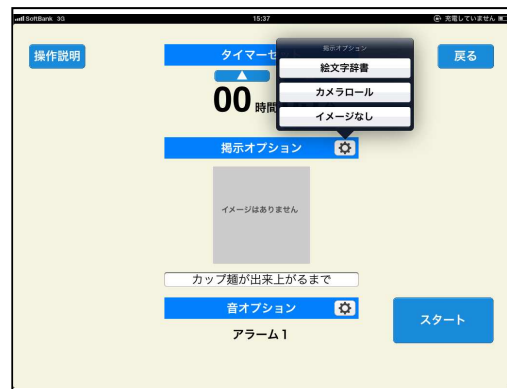 SoftBank 3G
15:37
充電していません
操作説明
タイマーセ
戻る
掲示オプション
絵文字辞書
カメラロール
イメージなし
00 時間
掲示オプション
イメージはありません
カップ麺が出来上がるまで
音オプション
アラーム1
スタート